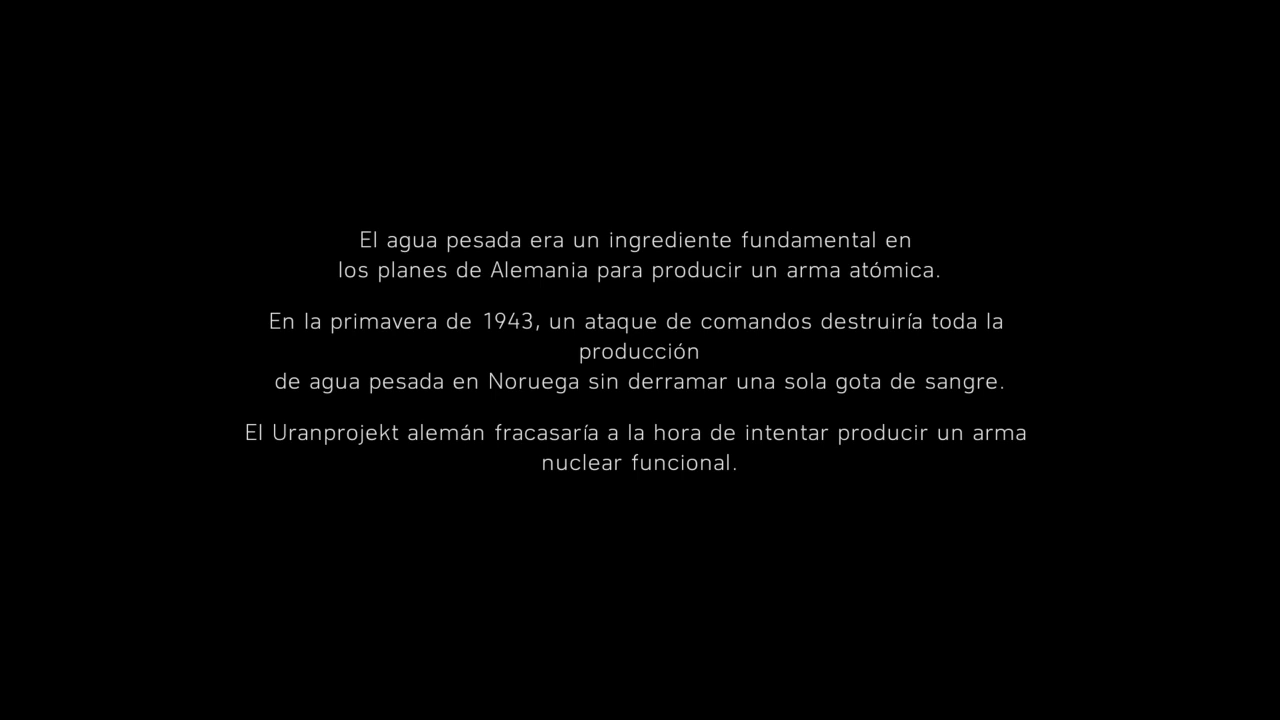 El agua pesada era un ingrediente fundamental en
los planes de Alemania para producir un arma atómica.
En la primavera de 1943, un ataque de comandos destruiría toda la
producción
de agua pesada en Noruega sin derramar una sola gota de sangre.
El Uranprojekt alemán fracasaría a la hora de intentar producir un arma
nuclear funcional.